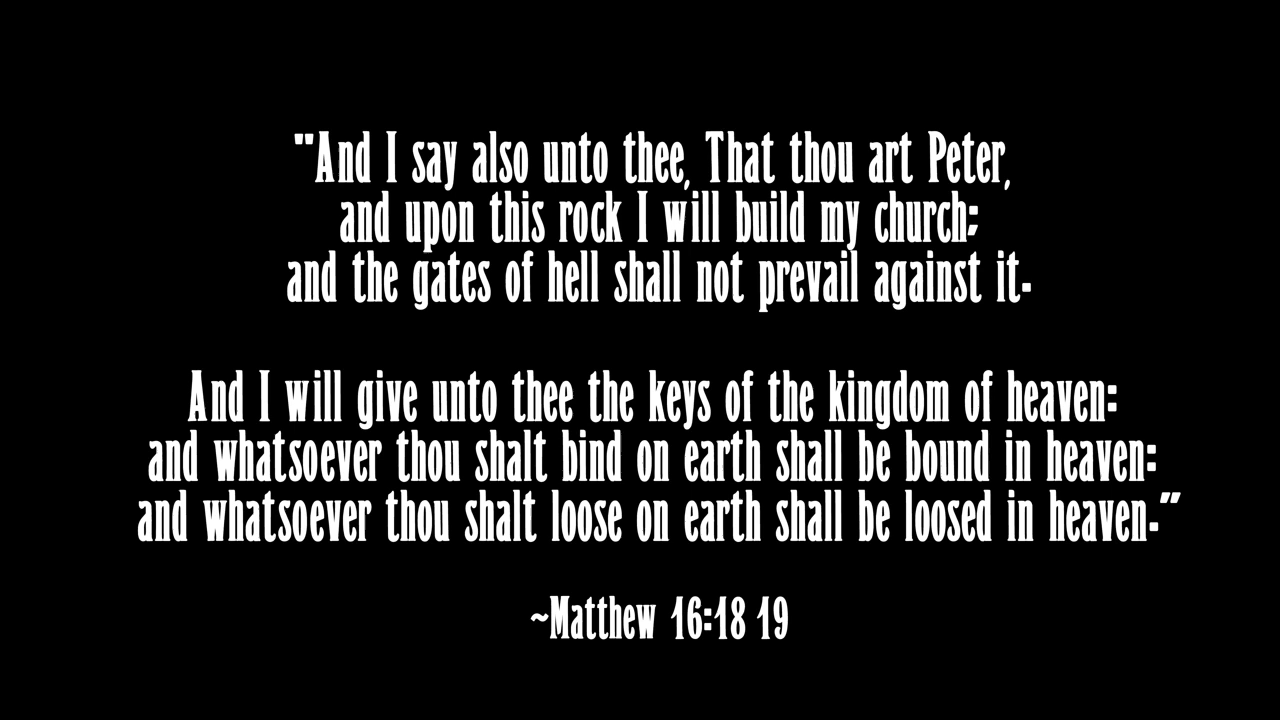 "And I say also unto thee, That thou art Peter,
and upon this rock I will build my church;
and the gates of hell shall not prevail against it.
And I will give unto thee the keys of the kingdom of heaven:
and whatsoever thou shalt bind on earth shall be bound in heaven:
and whatsoever thou shalt loose on earth shall be loosed in heaven.”
~Matthew 16:18 19